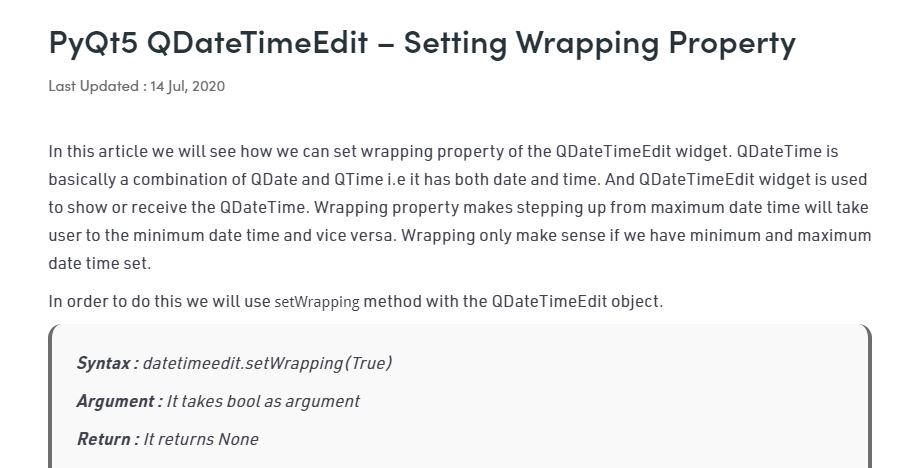 PyQt5 QDateTimeEdit – Setting Wrapping Property
Last Updated : 14 Jul, 2020
In this article we will see how we can set wrapping property of the QDateTimeEdit widget. QDateTime is
basically a combination of QDate and QTime i.e it has both date and time. And QDateTimeEdit widget is used
to show or receive the QDateTime. Wrapping property makes stepping up from maximum date time will take
user to the minimum date time and vice versa. Wrapping only make sense if we have minimum and maximum
date time set.
In order to do this we will use setWrapping method with the QDateTimeEdit object.
Syntax : datetimeedit.setWrapping(True)
Argument : It takes bool as argument
Return : It returns None